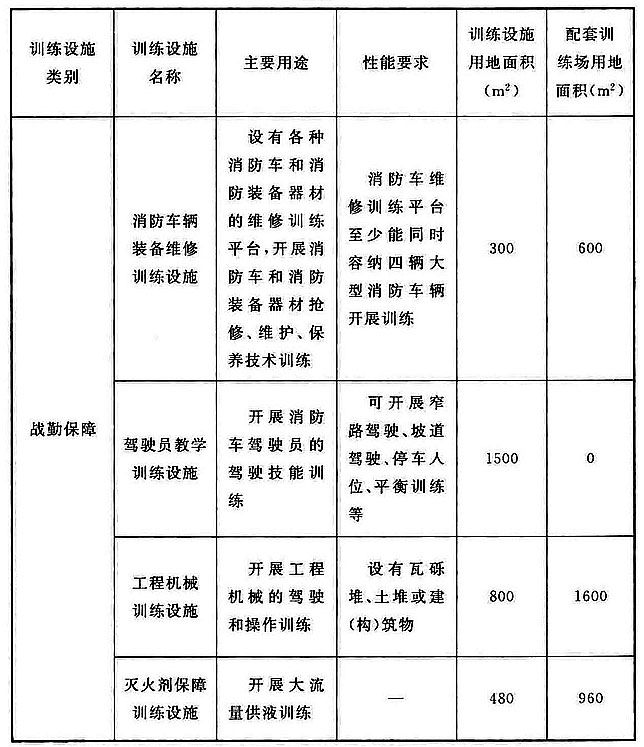 训练设施
类别
训练设施
名称
主要用途
性能要求
训练设施
用地面积
(m²)
配套训
练场用地
面积(m²)
战勤保障
消防车辆
装备维修
训练设施
设有各种
消防车和消
防装备器材
的维修训练
平台,开展消
防车和消防
装备器材抢
修、维护、保
养技术训练
消防车维
修训练平台
至少能同时
容纳四辆大
型消防车辆
开展训练
300
600
驾驶员教学
训练设施
开展消防
车驾驶员的
驾驶技能训
练
可开展窄
路驾驶、坡道
驾驶、停车人
位、平衡训练
等
1500
0
工程机械
训练设施
开展工程
机械的驾驶
和操作训练
设有瓦砾
堆、土堆或建
(构)筑物
800
1600
灭火剂保障
训练设施
开展大流
量供液训练
—
480
960